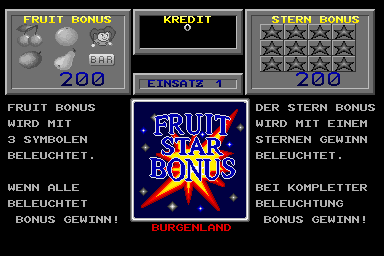 FRUIT BONUS
BAR
200
KREDIT
0
EINSATZ 1
STERN BONUS
200
FRUIT BONUS
WIRD MIT
3 SYMBOLEN
BELEUCHTET.
WENN ALLE
BELEUCHTET
BONUS GEWINN!
FRUIT
STAR
BONUS
BURGENLAND
DER STERN BONUS
WIRD MIT EINEM
STERNEN GEWINN
BELEUCHTET.
BEI KOMPLETTER
BELEUCHTUNG
BONUS GEWINN!